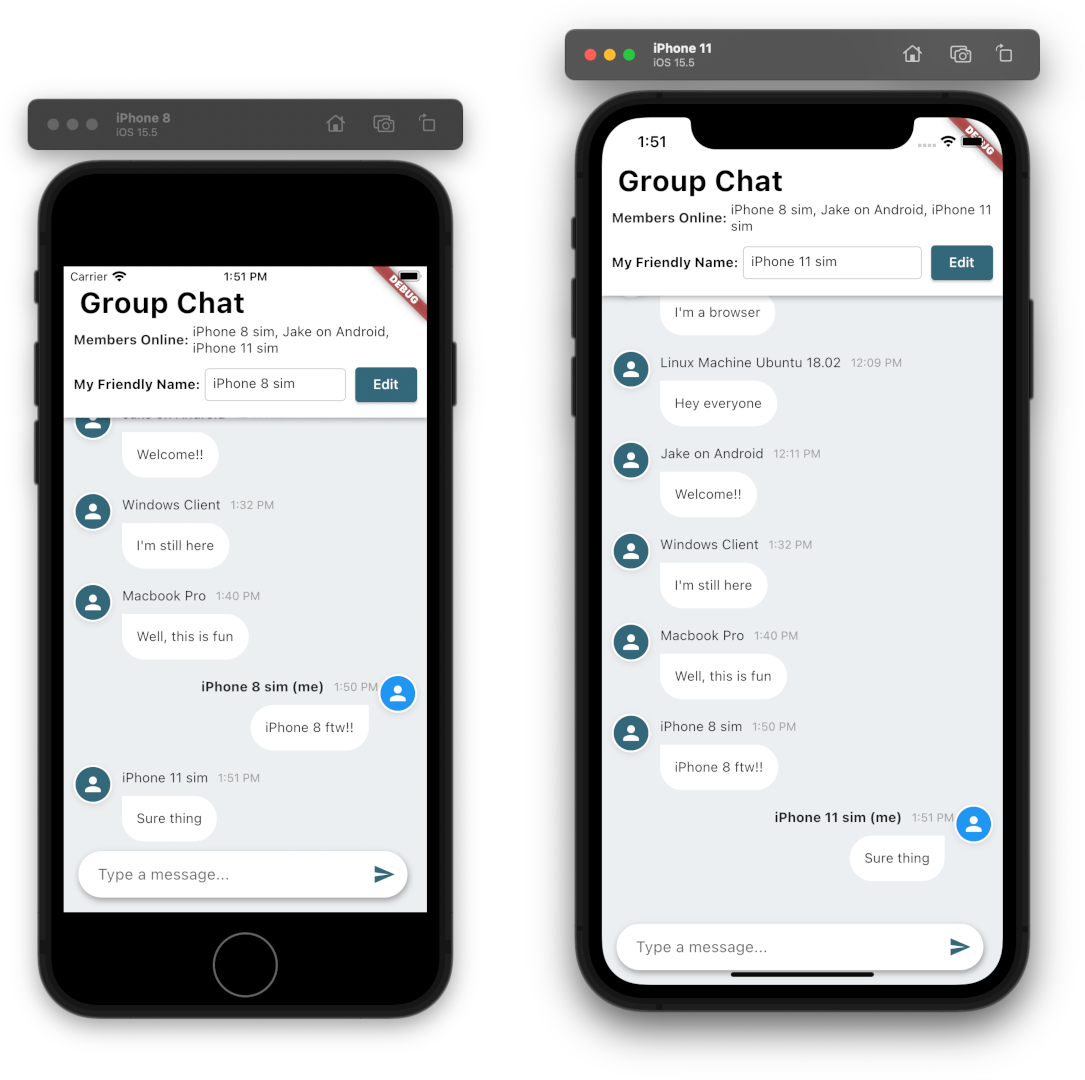 iPhone 8
iOS 15.5
Carrier
1:51 PM
DEBUG
Group Chat
Members Online: iPhone 8 sim, Jake on Android,
iPhone 11 sim
My Friendly Name: iPhone 8 sim Edit
Welcome!!
Windows Client 1:32 PM
I'm still here
Macbook Pro 1:40 PM
Well, this is fun
iPhone 8 sim (me) 1:50 PM
iPhone 8 ftw!!
iPhone 11 sim 1:51 PM
Sure thing
Type a message...
iPhone 11
iOS 15.5
1:51
DEBUG
Group Chat
Members Online: iPhone 8 sim, Jake on Android, iPhone 11
sim
My Friendly Name: iPhone 11 sim Edit
I'm a browser
Linux Machine Ubuntu 18.02 12:09 PM
Hey everyone
Jake on Android 12:11 PM
Welcome!!
Windows Client 1:32 PM
I'm still here
Macbook Pro 1:40 PM
Well, this is fun
iPhone 8 sim 1:50 PM
iPhone 8 ftw!!
iPhone 11 sim (me) 1:51 PM
Sure thing
Type a message...